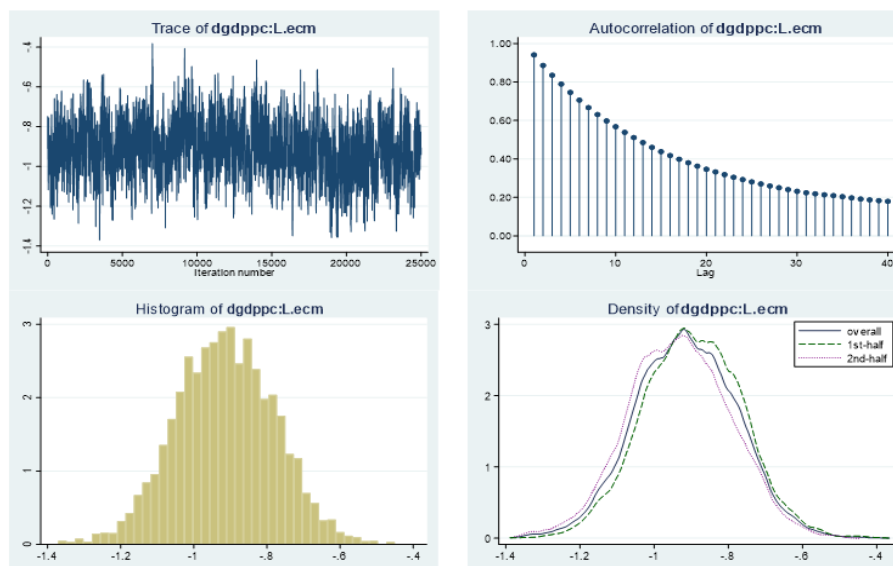 Trace of dgdppc:L.ecm
-.4
-.6
-.8
-1
-1.2
-1.4
0 5000 10000 15000 20000 25000
Iteration number
Autocorrelation of dgdppc:L.ecm
1.00
0.80
0.60
0.40
0.20
0.00
0 10 20 30 40
Lag
Histogram of dgdppc:L.ecm
3
2
1
0
-1.4 -1.2 -1 -.8 -.6 -.4
Density of dgdppc:L.ecm
overall
1st-half
2nd-half
3
2
1
0
-1.4 -1.2 -1 -.8 -.6 -.4